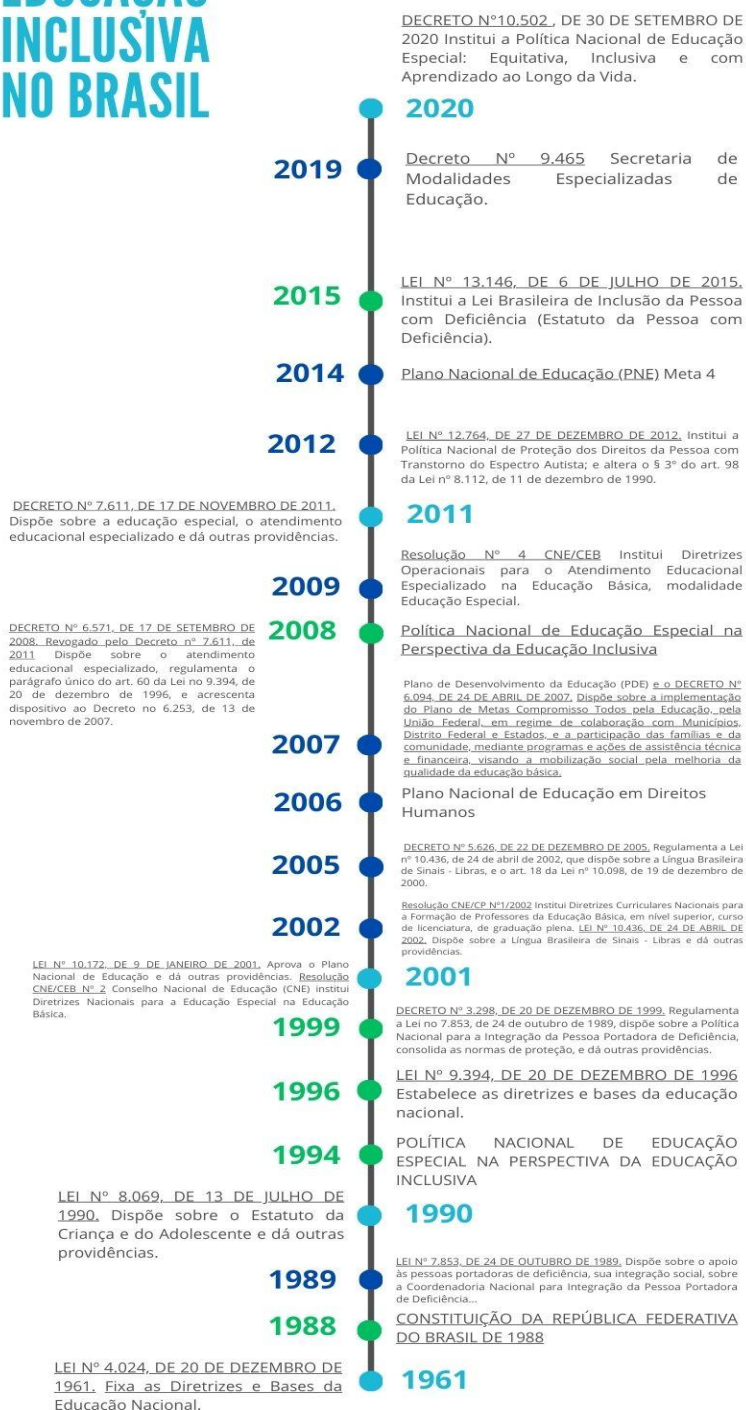 EDUCAÇÃO
INCLUSIVA
NO BRASIL
DECRETO N°10.502 , DE 30 DE SETEMBRO DE
2020 Institui a Política Nacional de Educação
Especial: Equitativa, Inclusiva e com
Aprendizado ao Longo da Vida.
2020
2019
Decreto N° 9.465 Secretaria de
Modalidades Especializadas de
Educação.
2015
LEI Nº 13.146, DE 6 DE JULHO DE 2015.
Institui a Lei Brasileira de Inclusão da Pessoa
com Deficiência (Estatuto da Pessoa com
Deficiência).
2014
Plano Nacional de Educação (PNE) Meta 4
2012
LEI Nº 12.764, DE 27 DE DEZEMBRO DE 2012. Institui a
Política Nacional de Proteção dos Direitos da Pessoa com
Transtorno do Espectro Autista; e altera o § 3º do art. 98
da Lei nº 8.112, de 11 de dezembro de 1990.
DECRETO Nº 7.611, DE 17 DE NOVEMBRO DE 2011.
Dispõe sobre a educação especial, o atendimento
educacional especializado e dá outras providências.
2011
2009
Resolução N° 4 CNE/CEB Institui Diretrizes
Operacionais para o Atendimento Educacional
Especializado na Educação Básica, modalidade
Educação Especial.
DECRETO Nº 6.571, DE 17 DE SETEMBRO DE
2008. Revogado pelo Decreto nº 7.611, de
2011 Dispõe sobre o atendimento
educacional especializado, regulamenta o
parágrafo único do art. 60 da Lei no 9.394, de
20 de dezembro de 1996, e acrescenta
dispositivo ao Decreto no 6.253, de 13 de
novembro de 2007.
2008
Política Nacional de Educação Especial na
Perspectiva da Educação Inclusiva
2007
Plano de Desenvolvimento da Educação (PDE) e o DECRETO Nº
6.094, DE 24 DE ABRIL DE 2007. Dispõe sobre a implementação
do Plano de Metas Compromisso Todos pela Educação, pela
União Federal, em regime de colaboração com Municípios,
Distrito Federal e Estados, e a participação das famílias e da
comunidade, mediante programas e ações de assistência técnica
e financeira, visando a mobilização social pela melhoria da
qualidade da educação básica.
2006
Plano Nacional de Educação em Direitos
Humanos
2005
DECRETO Nº 5.626, DE 22 DE DEZEMBRO DE 2005. Regulamenta a Lei
nº 10.436, de 24 de abril de 2002, que dispõe sobre a Língua Brasileira
de Sinais - Libras, e o art. 18 da Lei nº 10.098, de 19 de dezembro de
2000.
2002
Resolução CNE/CP Nº1/2002 Institui Diretrizes Curriculares Nacionais para
a Formação de Professores da Educação Básica, em nível superior, curso
de licenciatura, de graduação plena. LEI Nº 10.436, DE 24 DE ABRIL DE
2002. Dispõe sobre a Língua Brasileira de Sinais - Libras e dá outras
providências.
LEI Nº 10.172, DE 9 DE JANEIRO DE 2001. Aprova o Plano
Nacional de Educação e dá outras providências. Resolução
CNE/CEB Nº 2 Conselho Nacional de Educação (CNE) institui
Diretrizes Nacionais para a Educação Especial na Educação
Básica.
2001
1999
DECRETO Nº 3.298, DE 20 DE DEZEMBRO DE 1999. Regulamenta
a Lei no 7.853, de 24 de outubro de 1989, dispõe sobre a Política
Nacional para a Integração da Pessoa Portadora de Deficiência,
consolida as normas de proteção, e dá outras providências.
1996
LEI Nº 9.394, DE 20 DE DEZEMBRO DE 1996
Estabelece as diretrizes e bases da educação
nacional.
1994
POLÍTICA NACIONAL DE EDUCAÇÃO
ESPECIAL NA PERSPECTIVA DA EDUCAÇÃO
INCLUSIVA
LEI Nº 8.069, DE 13 DE JULHO DE
1990. Dispõe sobre o Estatuto da
Criança e do Adolescente e dá outras
providências.
1990
1989
LEI Nº 7.853, DE 24 DE OUTUBRO DE 1989. Dispõe sobre o apoio
às pessoas portadoras de deficiência, sua integração social, sobre
a Coordenadoria Nacional para Integração da Pessoa Portadora
de Deficiência...
1988
CONSTITUIÇÃO DA REPÚBLICA FEDERATIVA
DO BRASIL DE 1988
LEI Nº 4.024, DE 20 DE DEZEMBRO DE
1961. Fixa as Diretrizes e Bases da
Educação Nacional.
1961